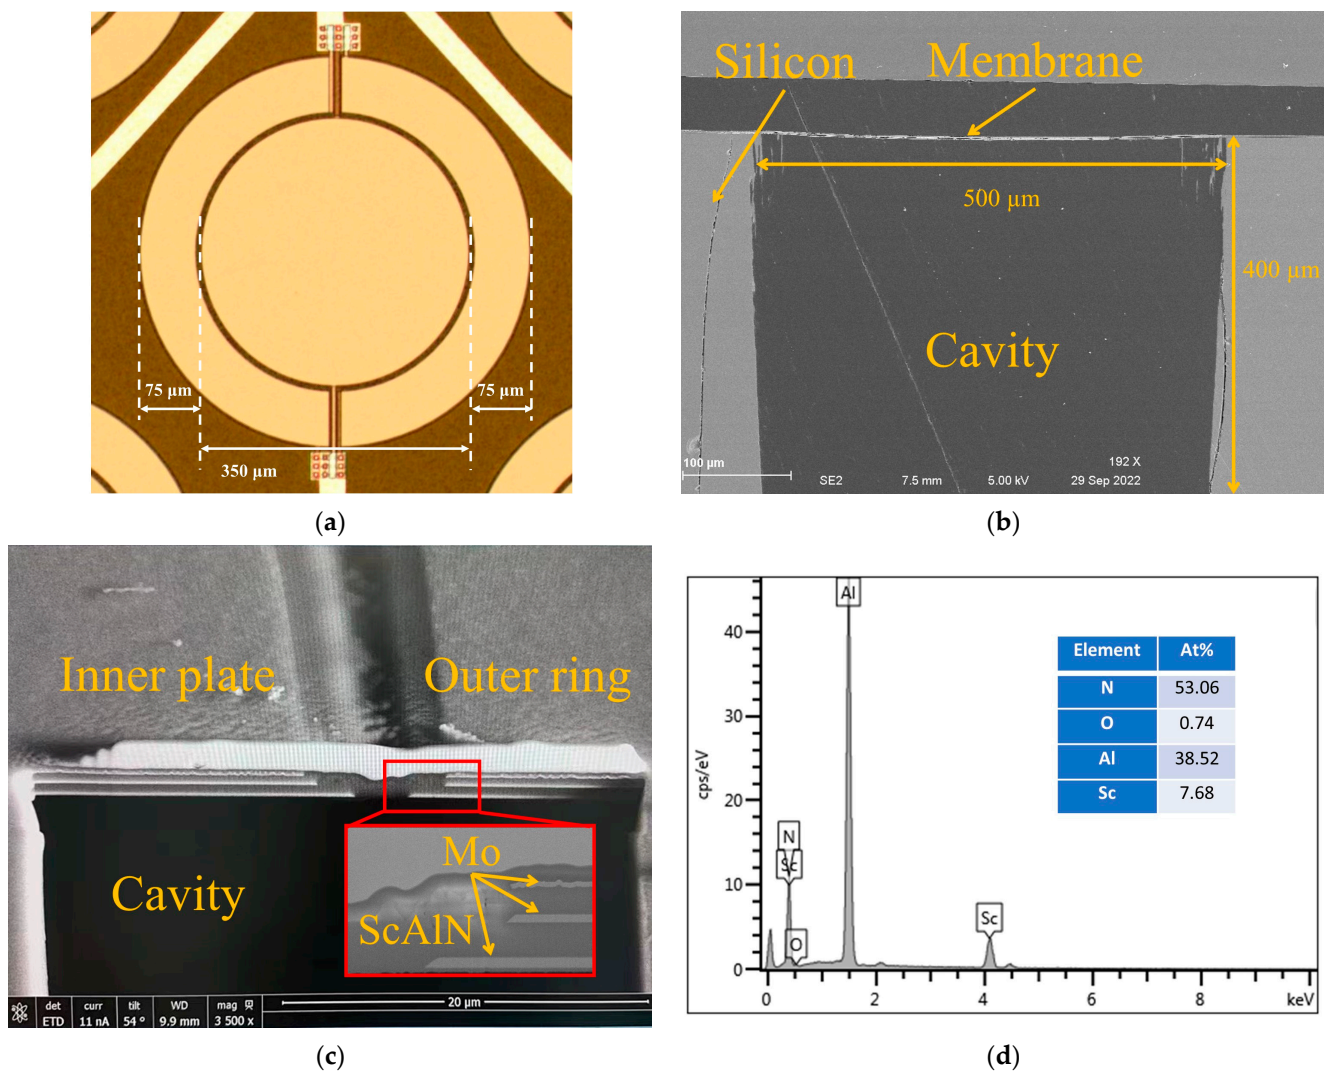 75 μm
75 μm
350 μm
(a)
Silicon
Membrane
500 μm
400 μm
Cavity
100 μm
192 X
SE2 7.5 mm 5.00 kV 29 Sep 2022
(b)
Inner plate
Outer ring
Cavity
Mo
ScAlN
det curr tilt WD mag
20 μm
ETD 11 nA 54 ° 9.9 mm 3 500 x
(c)
cps/eV
40
30
20
10
0
Al
N
Sc
O
Sc
Element At%
N 53.06
O 0.74
Al 38.52
Sc 7.68
0 2 4 6 8 keV
(d)